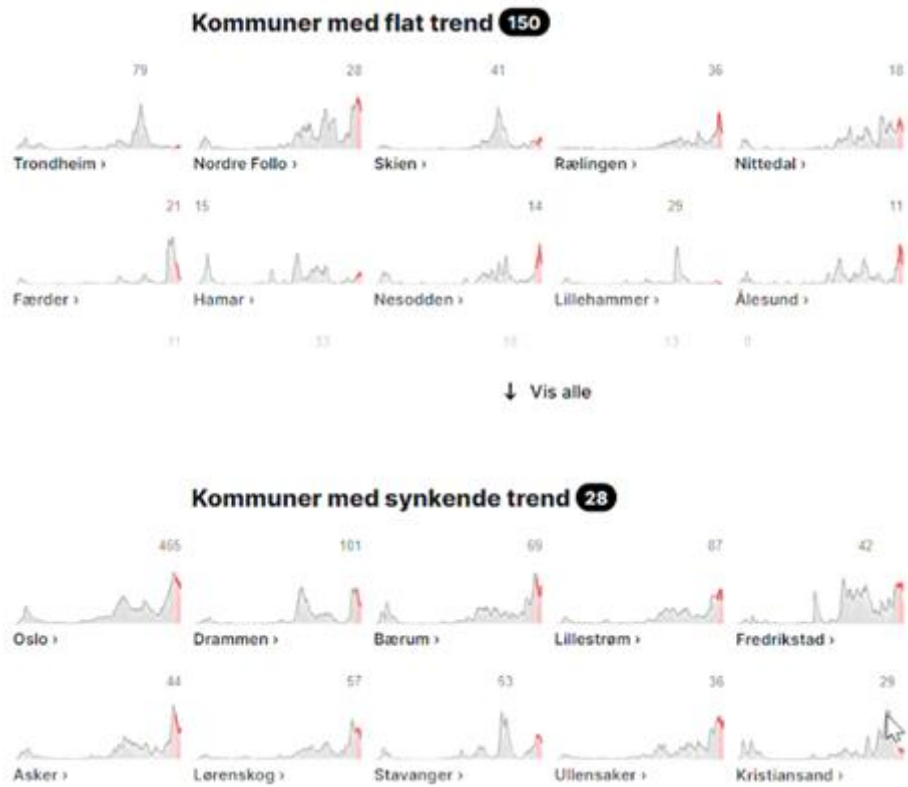 Kommuner med flat trend 150
79 28 41 36 18
Trondheim › Nordre Follo › Skien › Rælingen › Nittedal ›
21 15 14 29 11
Færder › Hamar › Nesodden › Lillehammer › Ålesund ›
11 13
↓ Vis alle
Kommuner med synkende trend 28
465 101 69 87 42
Oslo › Drammen › Bærum › Lillestrøm › Fredrikstad ›
44 57 63 36 29
Asker › Lørenskog › Stavanger › Ullensaker › Kristiansand ›